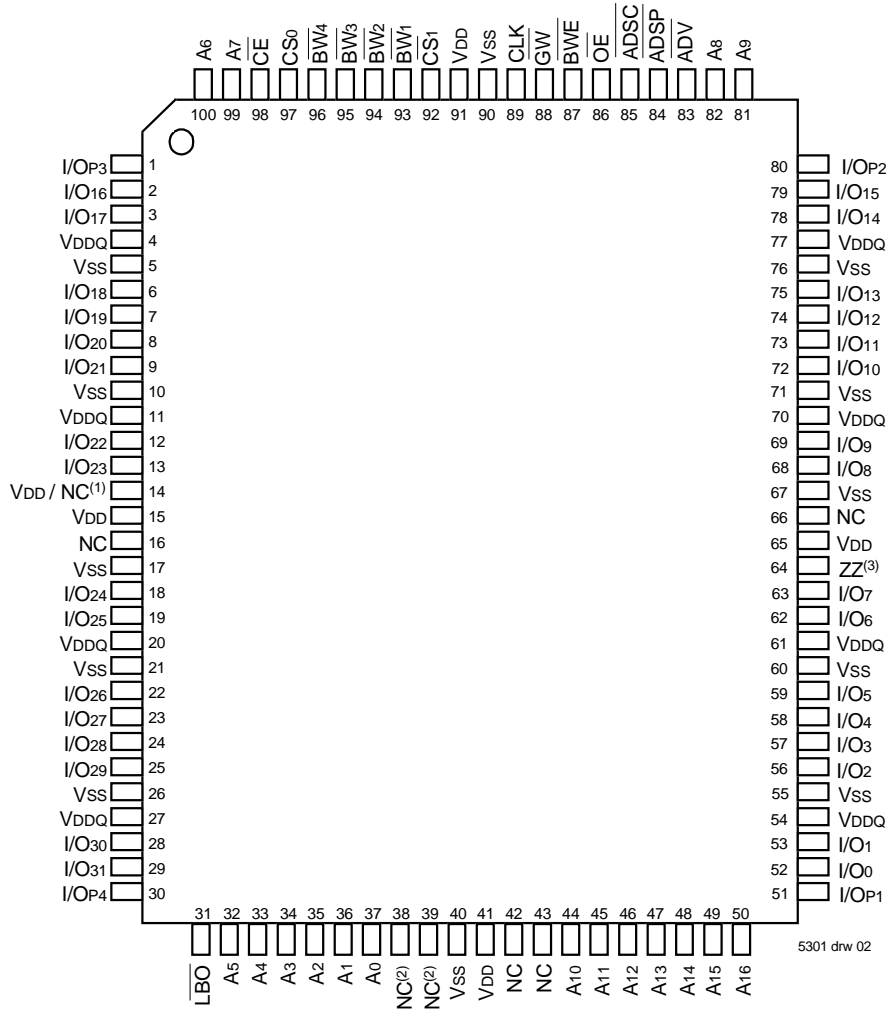 A6 A7 CE CS0 BW4 BW3 BW2 BW1 CS1 VDD VSS CLK GW BWE OE ADSC ADSP ADV A8 A9
100 99 98 97 96 95 94 93 92 91 90 89 88 87 86 85 84 83 82 81
I/OP3 1 80 I/OP2
I/O16 2 79 I/O15
I/O17 3 78 I/O14
VDDQ 4 77 VDDQ
VSS 5 76 VSS
I/O18 6 75 I/O13
I/O19 7 74 I/O12
I/O20 8 73 I/O11
I/O21 9 72 I/O10
VSS 10 71 VSS
VDDQ 11 70 VDDQ
I/O22 12 69 I/O9
I/O23 13 68 I/O8
VDD / NC(1) 14 67 VSS
VDD 15 66 NC
NC 16 65 VDD
VSS 17 64 ZZ(3)
I/O24 18 63 I/O7
I/O25 19 62 I/O6
VDDQ 20 61 VDDQ
VSS 21 60 VSS
I/O26 22 59 I/O5
I/O27 23 58 I/O4
I/O28 24 57 I/O3
I/O29 25 56 I/O2
VSS 26 55 VSS
VDDQ 27 54 VDDQ
I/O30 28 53 I/O1
I/O31 29 52 I/O0
I/OP4 30 51 I/OP1
31 32 33 34 35 36 37 38 39 40 41 42 43 44 45 46 47 48 49 50
LBO A5 A4 A3 A2 A1 A0 NC(2) NC(2) VSS VDD NC NC A10 A11 A12 A13 A14 A15 A16
5301 drw 02